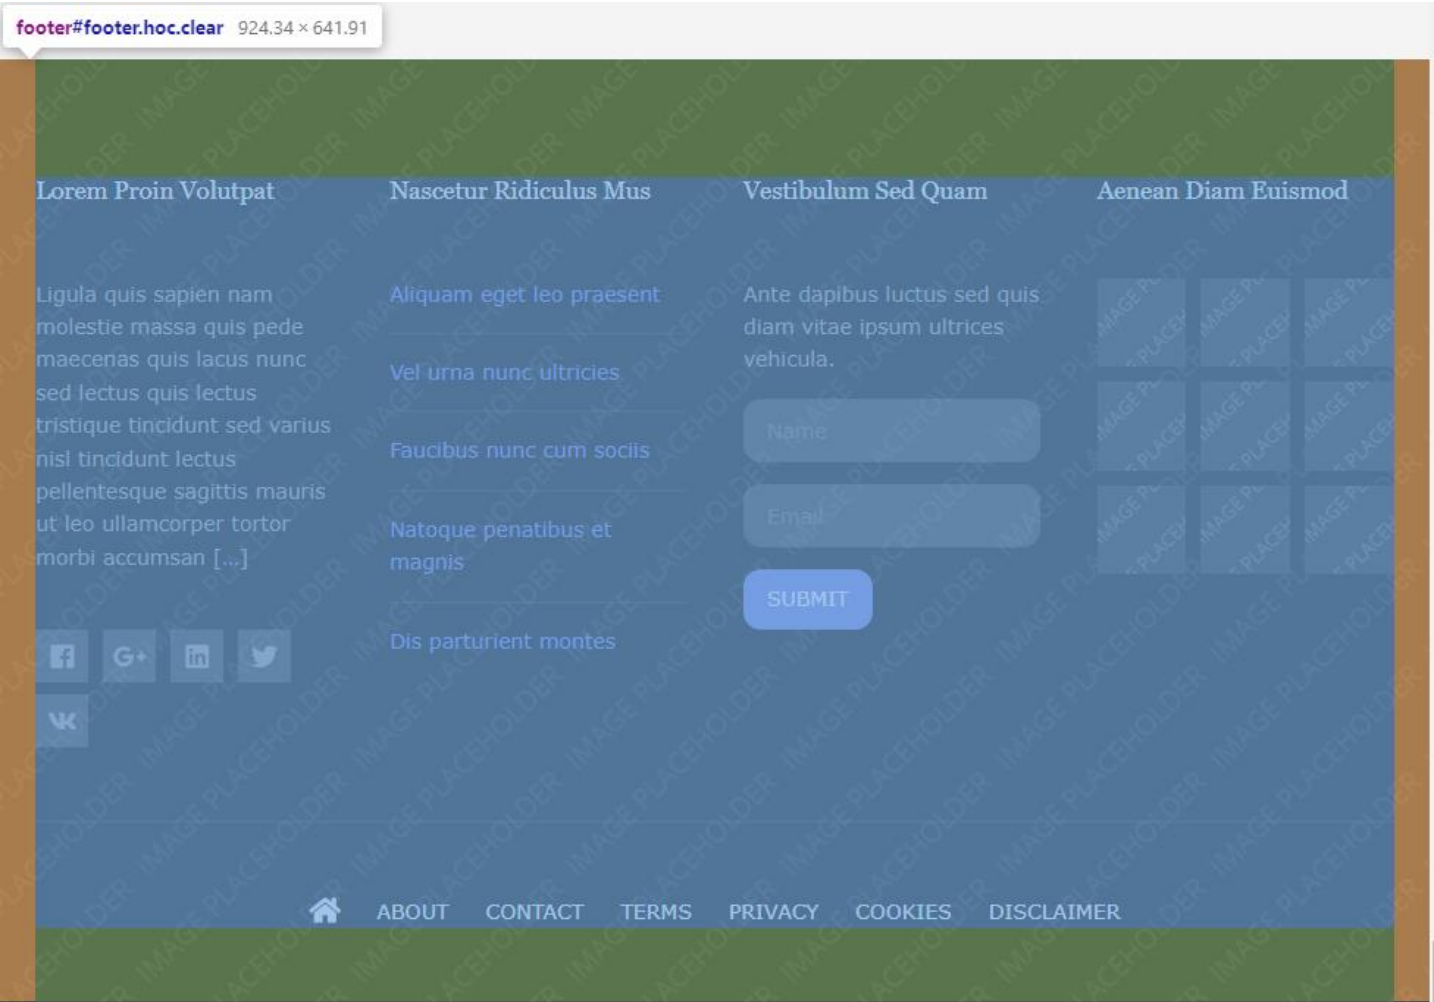 footer#footer.hoc.clear 924.34 × 641.91
Lorem Proin Volutpat
Ligula quis sapien nam
molestie massa quis pede
maecenas quis lacus nunc
sed lectus quis lectus
tristique tincidunt sed varius
nisl tincidunt lectus
pellentesque sagittis mauris
ut leo ullamcorper tortor
morbi accumsan [...]
Nascetur Ridiculus Mus
Aliquam eget leo praesent
Vel urna nunc ultricies
Faucibus nunc cum sociis
Natoque penatibus et
magnis
Dis parturient montes
Vestibulum Sed Quam
Ante dapibus luctus sed quis
diam vitae ipsum ultrices
vehicula.
Name
Email
SUBMIT
Aenean Diam Euismod
ABOUT CONTACT TERMS PRIVACY COOKIES DISCLAIMER
IMAGE PLACEHOLDER